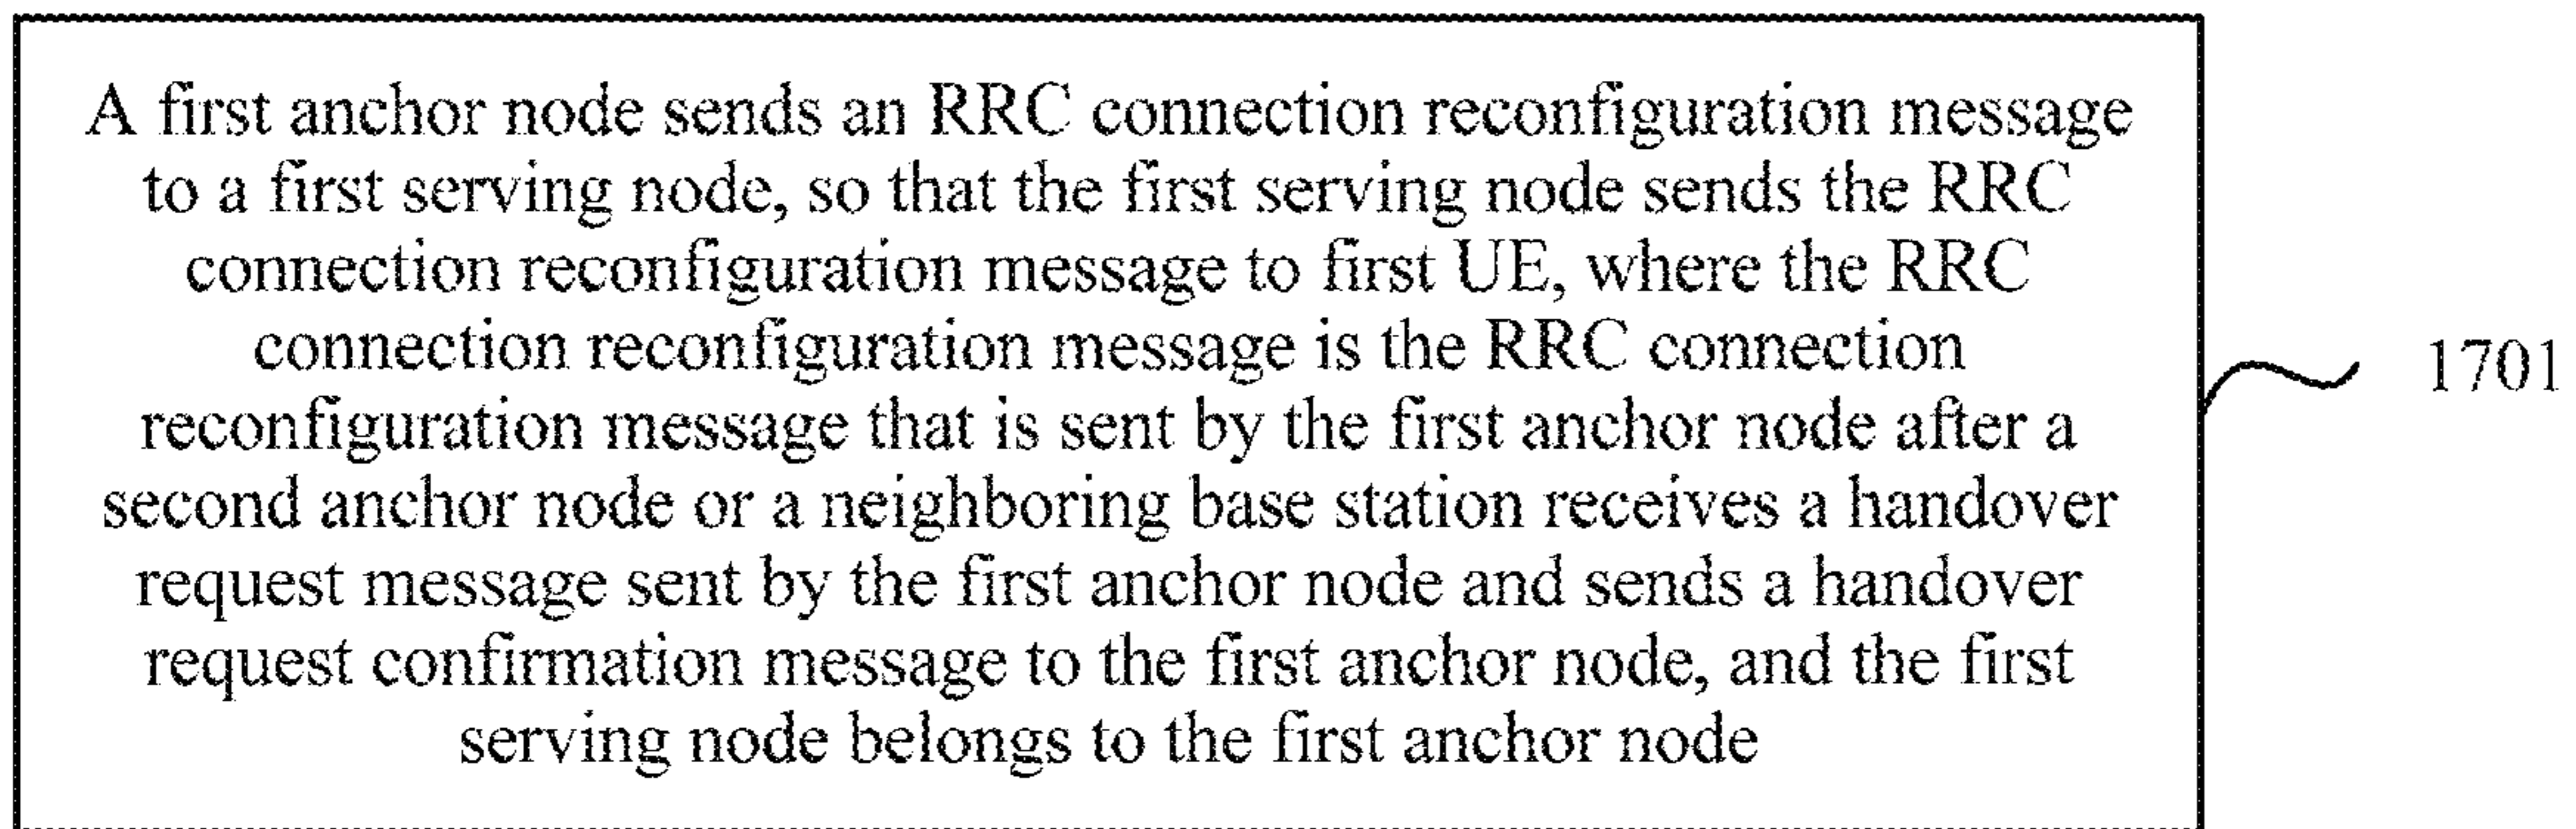 A first anchor node sends an RRC connection reconfiguration message
to a first serving node, so that the first serving node sends the RRC
connection reconfiguration message to first UE, where the RRC
connection reconfiguration message is the RRC connection
reconfiguration message that is sent by the first anchor node after a
second anchor node or a neighboring base station receives a handover
request message sent by the first anchor node and sends a handover
request confirmation message to the first anchor node, and the first
serving node belongs to the first anchor node
1701